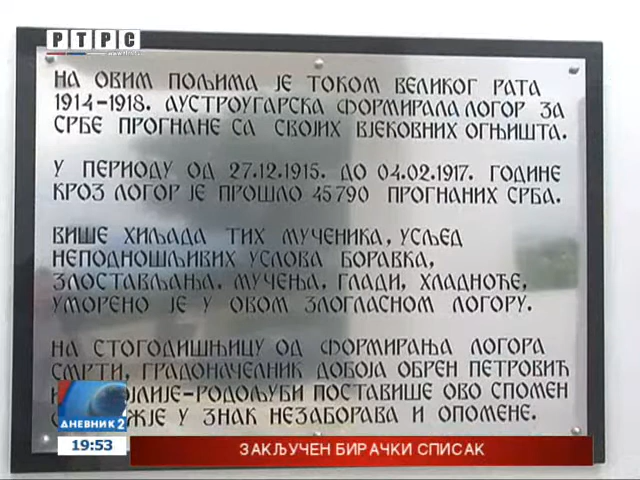 РТРС
НА ОВИМ ПОЉИМА ЈЕ ТОКОМ ВЕЛИКОГ РАТА
1914-1918. АУСТРОУГАРСКА ФОРМИРАЛА ЛОГОР ЗА
СРБЕ ПРОГНАНЕ СА СВОЈИХ ВЈЕКОВНИХ ОГЊИШТА.
У ПЕРИОДУ ОД 27.12.1915. ДО 04.02.1917. ГОДИНЕ
КРОЗ ЛОГОР ЈЕ ПРОШЛО 45790 ПРОГНАНИХ СРБА.
ВИШЕ ХИЉАДА ТИХ МУЧЕНИКА, УСЉЕД
НЕПОДНОШЉИВИХ УСЛОВА БОРАВКА,
ЗЛОСТАВЉАЊА, МУЧЕЊА, ГЛАДИ, ХЛАДНОЋЕ,
УМОРЕНО ЈЕ У ОВОМ ЗЛОГЛАСНОМ ЛОГОРУ.
НА СТОГОДИШЊИЦУ ОД ФОРМИРАЊА ЛОГОРА
СМРТИ, ГРАДОНАЧЕЛНИК ДОБОЈА ОБРЕН ПЕТРОВИЋ
РОДОЉУБИ ПОСТАВИШЕ ОВО СПОМЕН
У ЗНАК НЕЗАБОРАВА И ОПОМЕНЕ.
ДНЕВНИК 2
19:53
ЗАКЉУЧЕН БИРАЧКИ СПИСАК